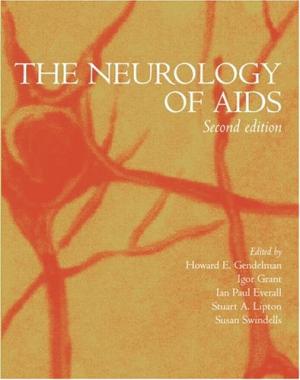 THE NEUROLOGY
OF AIDS
Second edition
Edited by
Howard E. Gendelman
Igor Grant
Ian Paul Everall
Stuart A. Lipton
Susan Swindells